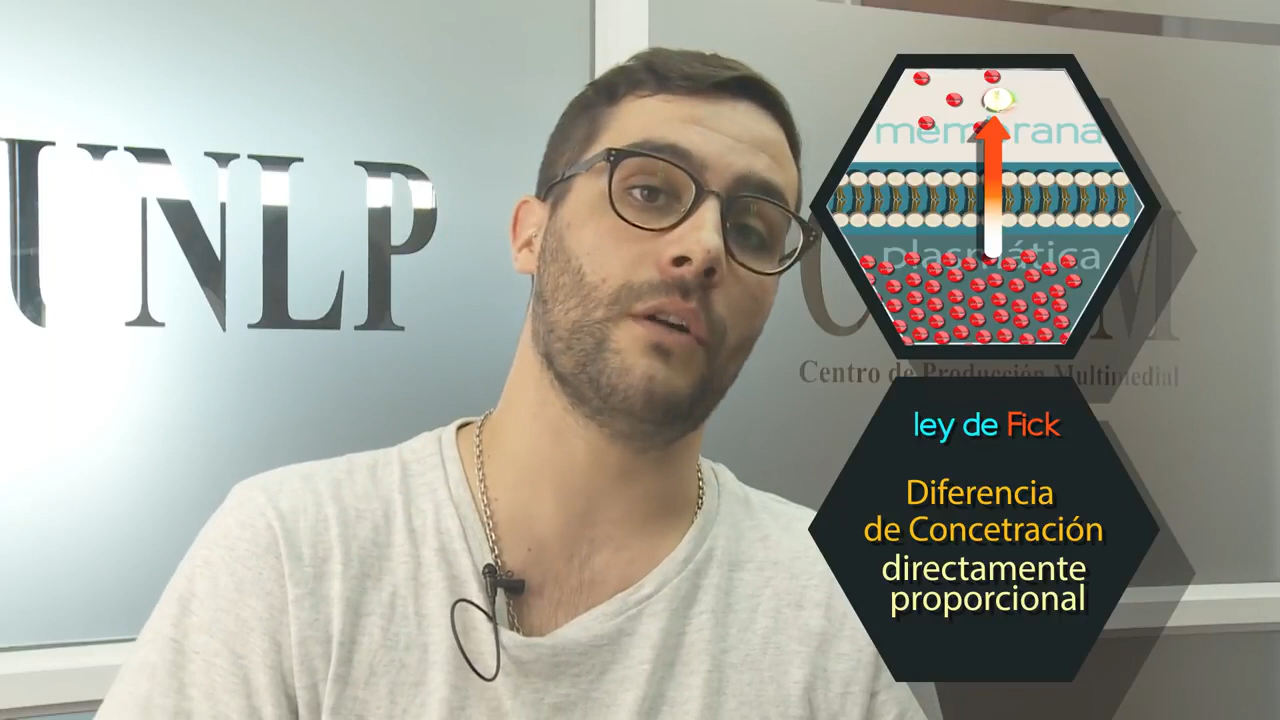 UNLP
Centro de Producción Multimedial
membrana
plasmática
ley de Fick
Diferencia
de Concetración
directamente
proporcional